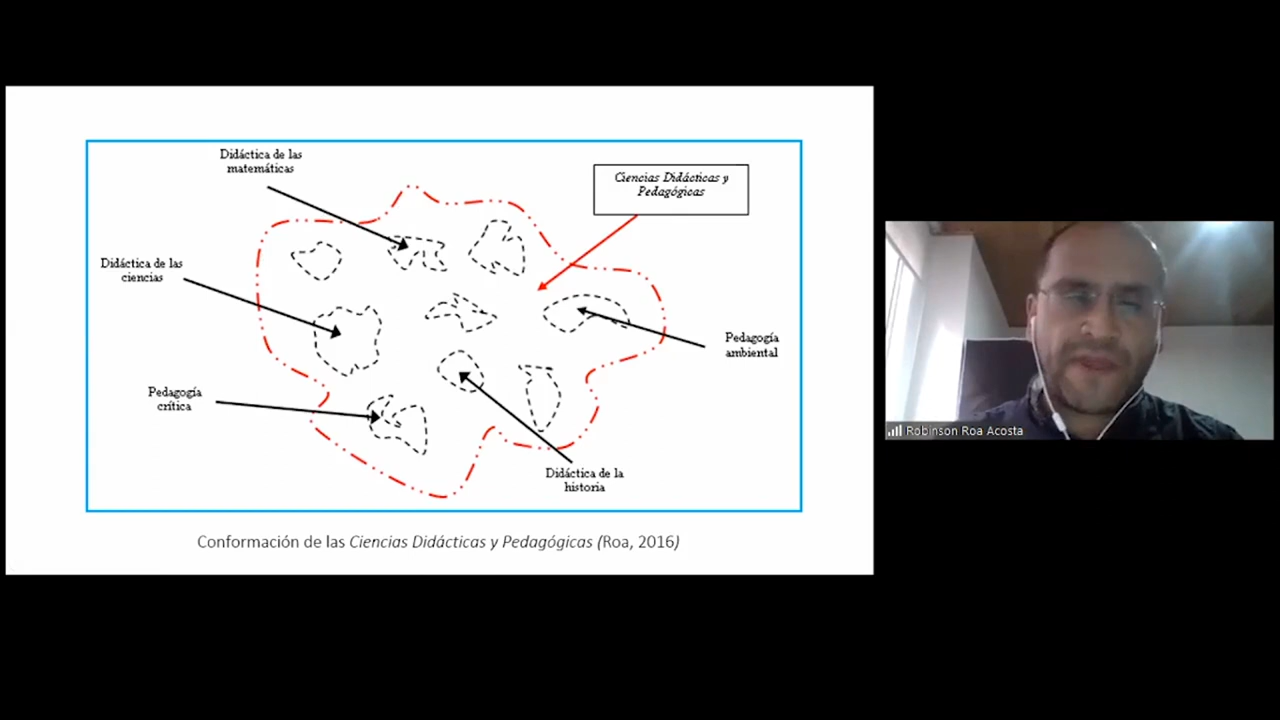 Didáctica de las
matemáticas
Ciencias Didácticas y
Pedagógicas
Didáctica de las
ciencias
Pedagogía
ambiental
Pedagogía
crítica
Didáctica de la
historia
Conformación de las Ciencias Didácticas y Pedagógicas (Roa, 2016)
Robinson Roa Acosta